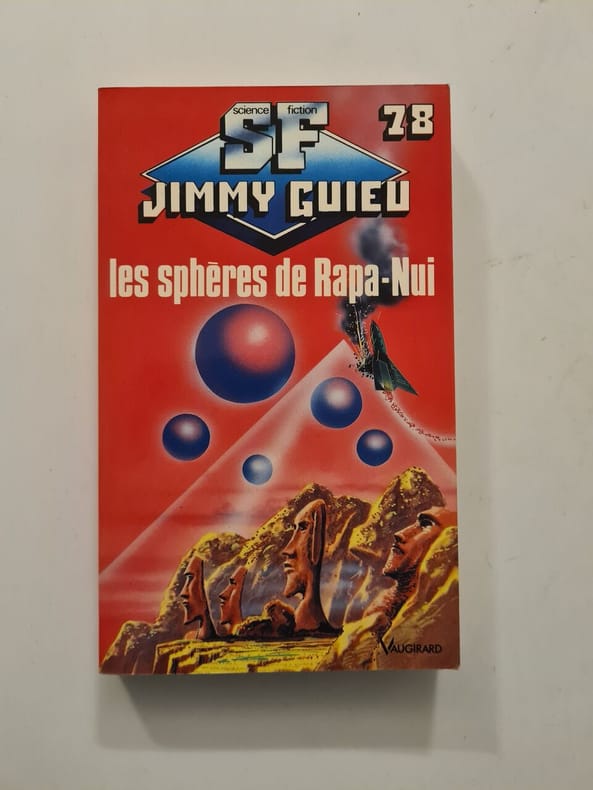 science fiction
SF
78
JIMMY GUIEU
les sphères de Rapa-Nui
VAUGIRARD